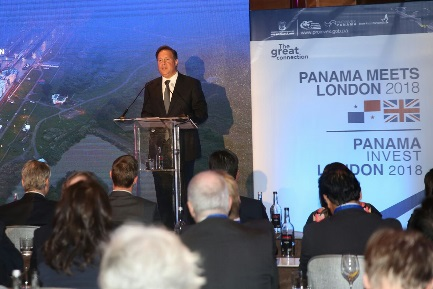 The
great
connection
PANAMA MEETS
LONDON 2018
PANAMA
INVEST
LONDON 2018